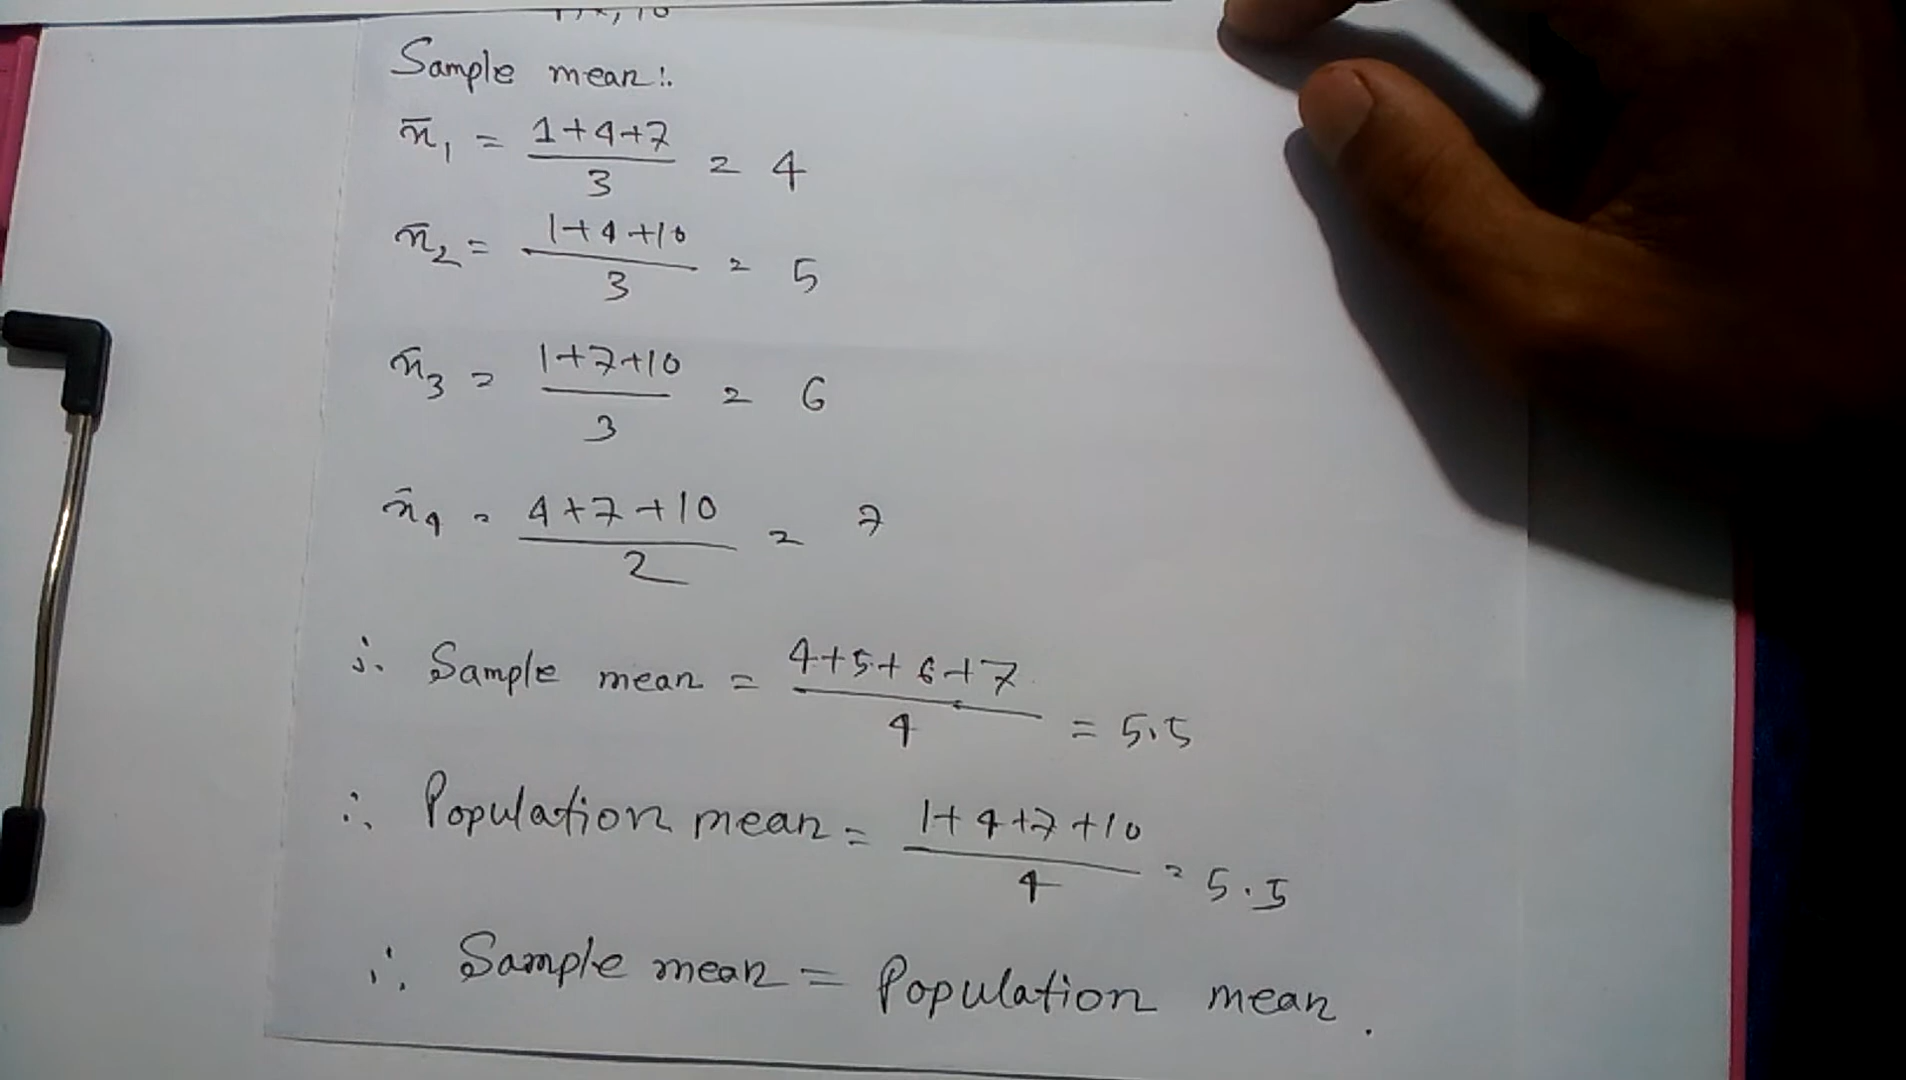 Sample mean:.
x̄₁ = (1+4+7)/3 = 4
x̄₂ = (1+4+10)/3 = 5
x̄₃ = (1+7+10)/3 = 6
x̄₄ = (4+7+10)/2 = 7
∴ Sample mean = (4+5+6+7)/4 = 5.5
∴ Population mean = (1+4+7+10)/4 = 5.5
∴ Sample mean = Population mean.